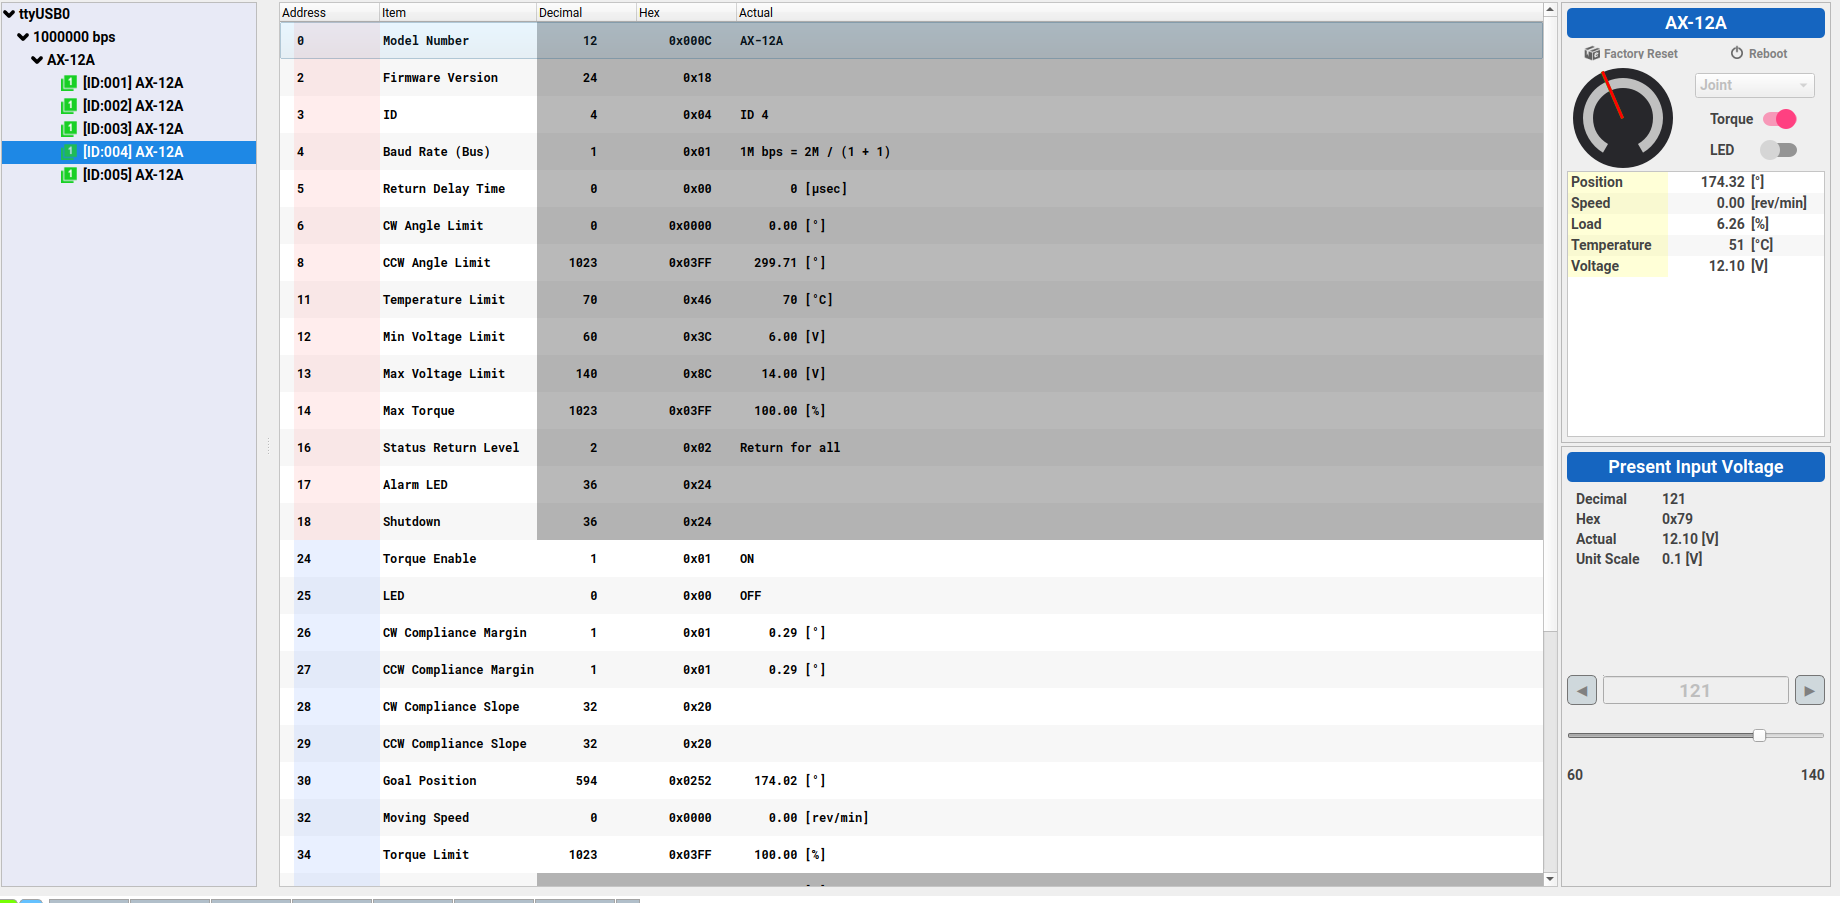 ttyUSB0
1000000 bps
AX-12A
[ID:001] AX-12A
[ID:002] AX-12A
[ID:003] AX-12A
[ID:004] AX-12A
[ID:005] AX-12A
Address Item Decimal Hex Actual
0 Model Number 12 0x000C AX-12A
2 Firmware Version 24 0x18
3 ID 4 0x04 ID 4
4 Baud Rate (Bus) 1 0x01 1M bps = 2M / (1 + 1)
5 Return Delay Time 0 0x00 0 [µsec]
6 CW Angle Limit 0 0x0000 0.00 [°]
8 CCW Angle Limit 1023 0x03FF 299.71 [°]
11 Temperature Limit 70 0x46 70 [°C]
12 Min Voltage Limit 60 0x3C 6.00 [V]
13 Max Voltage Limit 140 0x8C 14.00 [V]
14 Max Torque 1023 0x03FF 100.00 [%]
16 Status Return Level 2 0x02 Return for all
17 Alarm LED 36 0x24
18 Shutdown 36 0x24
24 Torque Enable 1 0x01 ON
25 LED 0 0x00 OFF
26 CW Compliance Margin 1 0x01 0.29 [°]
27 CCW Compliance Margin 1 0x01 0.29 [°]
28 CW Compliance Slope 32 0x20
29 CCW Compliance Slope 32 0x20
30 Goal Position 594 0x0252 174.02 [°]
32 Moving Speed 0 0x0000 0.00 [rev/min]
34 Torque Limit 1023 0x03FF 100.00 [%]
AX-12A
Factory Reset Reboot
Joint
Torque
LED
Position 174.32 [°]
Speed 0.00 [rev/min]
Load 6.26 [%]
Temperature 51 [°C]
Voltage 12.10 [V]
Present Input Voltage
Decimal 121
Hex 0x79
Actual 12.10 [V]
Unit Scale 0.1 [V]
121
60 140